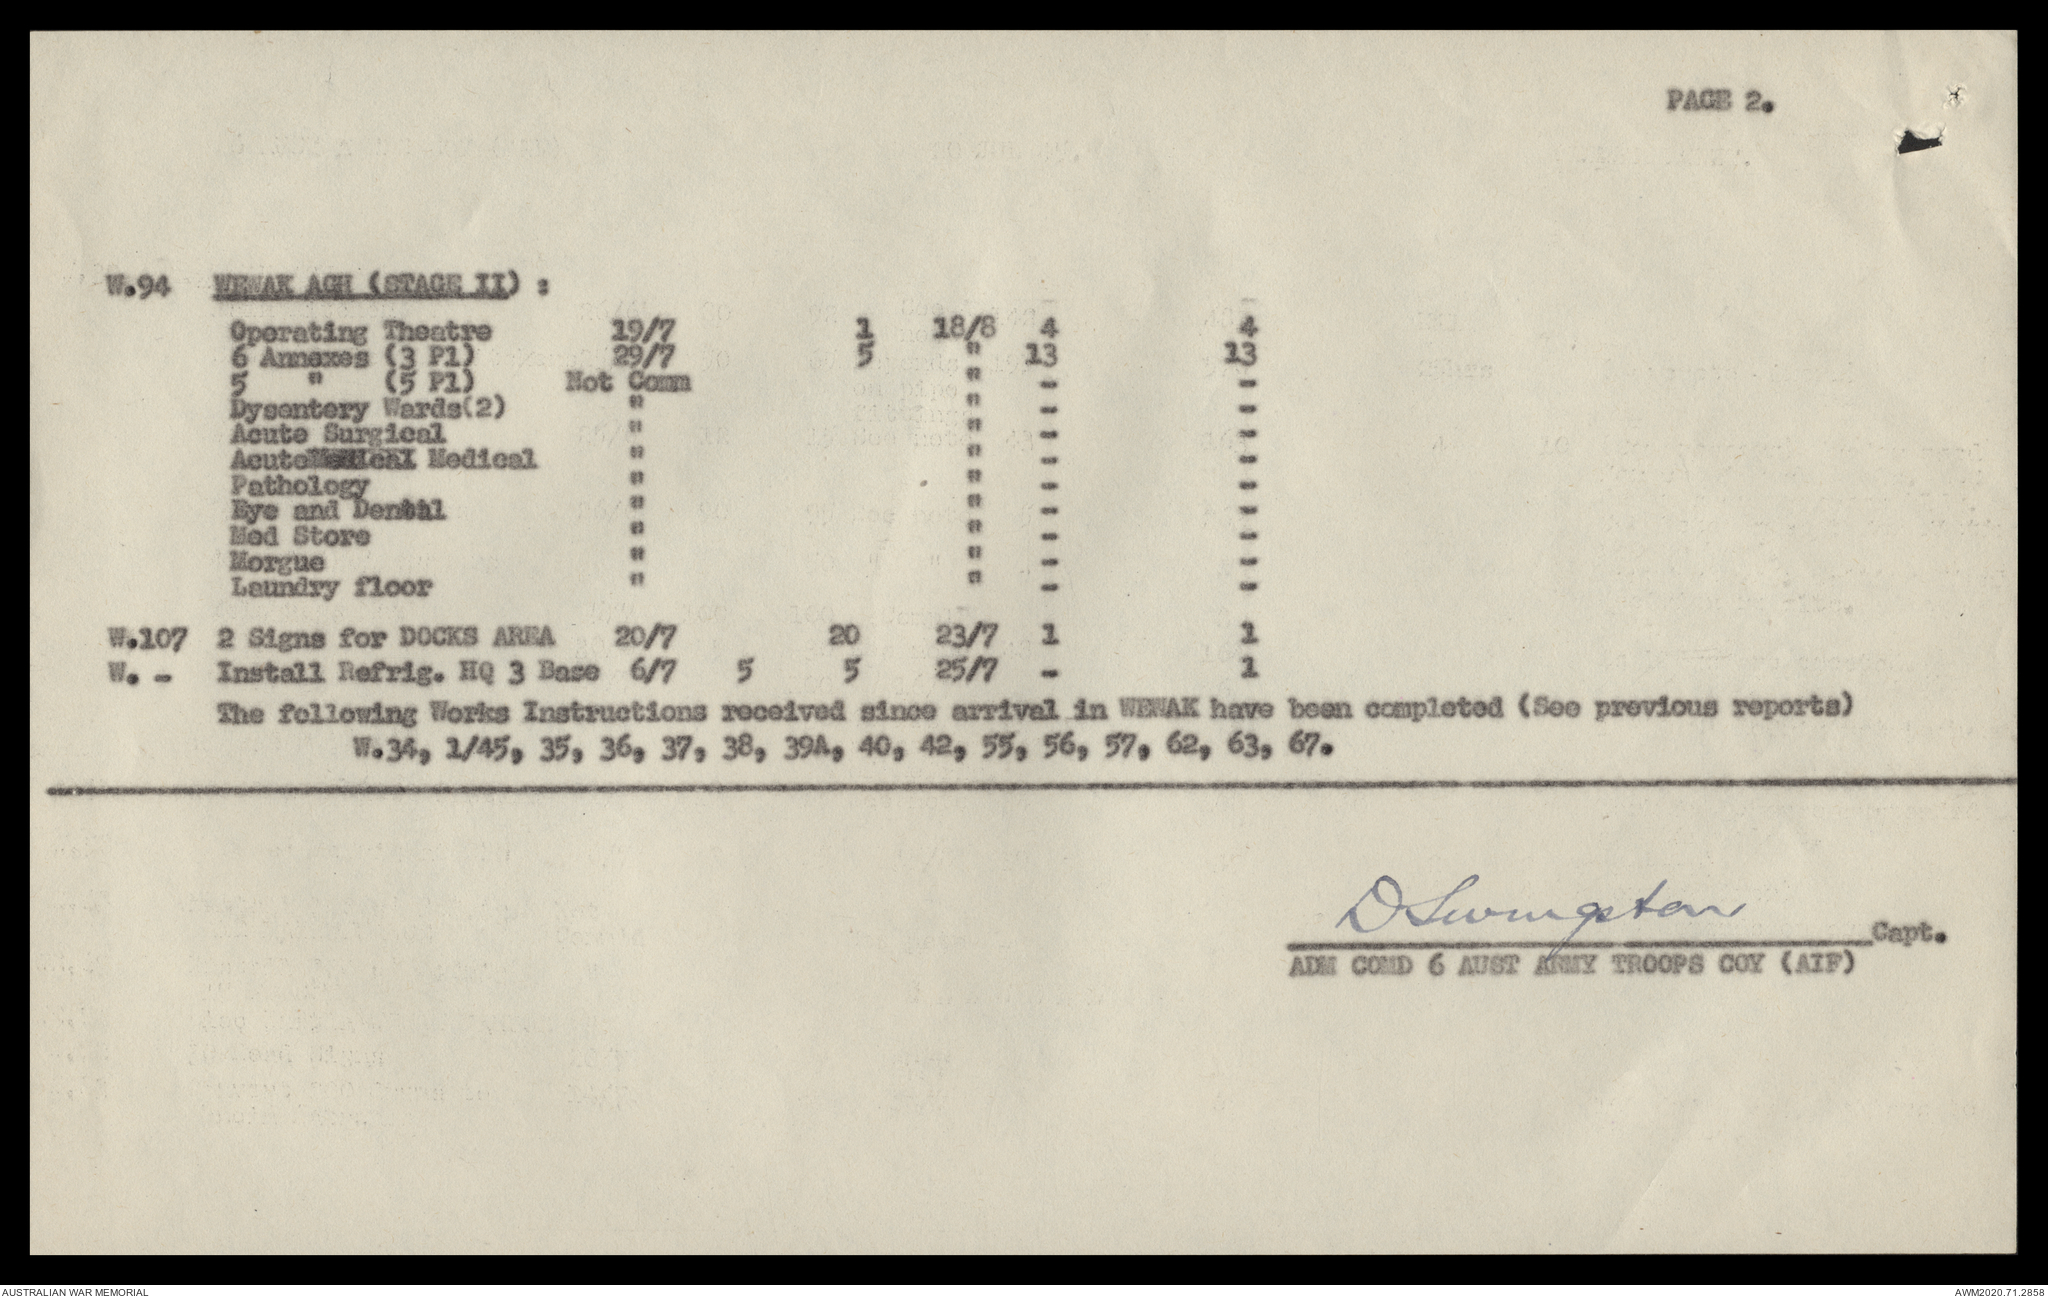 PAGE 2.
W.94 WEWAK AGH (STAGE II) :
Operating Theatre 19/7 1 18/8 4 4
6 Annexes (3 Pl) 29/7 5 " 13 13
5 " (5 Pl) Not Comm " - -
Dysentery Wards(2) " " - -
Acute Surgical " " - -
Acute Medical Medical " " - -
Pathology " " - -
Eye and Dental " " - -
Med Store " " - -
Morgue " " - -
Laundry floor " " - -
W.107 2 Signs for DOCKS AREA 20/7 20 23/7 1 1
W. - Install Refrig. HQ 3 Base 6/7 5 5 25/7 - 1
The following Works Instructions received since arrival in WEWAK have been completed (See previous reports)
W.34, 1/45, 35, 36, 37, 38, 39A, 40, 42, 55, 56, 57, 62, 63, 67.
D Livingston Capt.
ADM COMD 6 AUST ARMY TROOPS COY (AIF)
AUSTRALIAN WAR MEMORIAL
AWM2020.71.2858